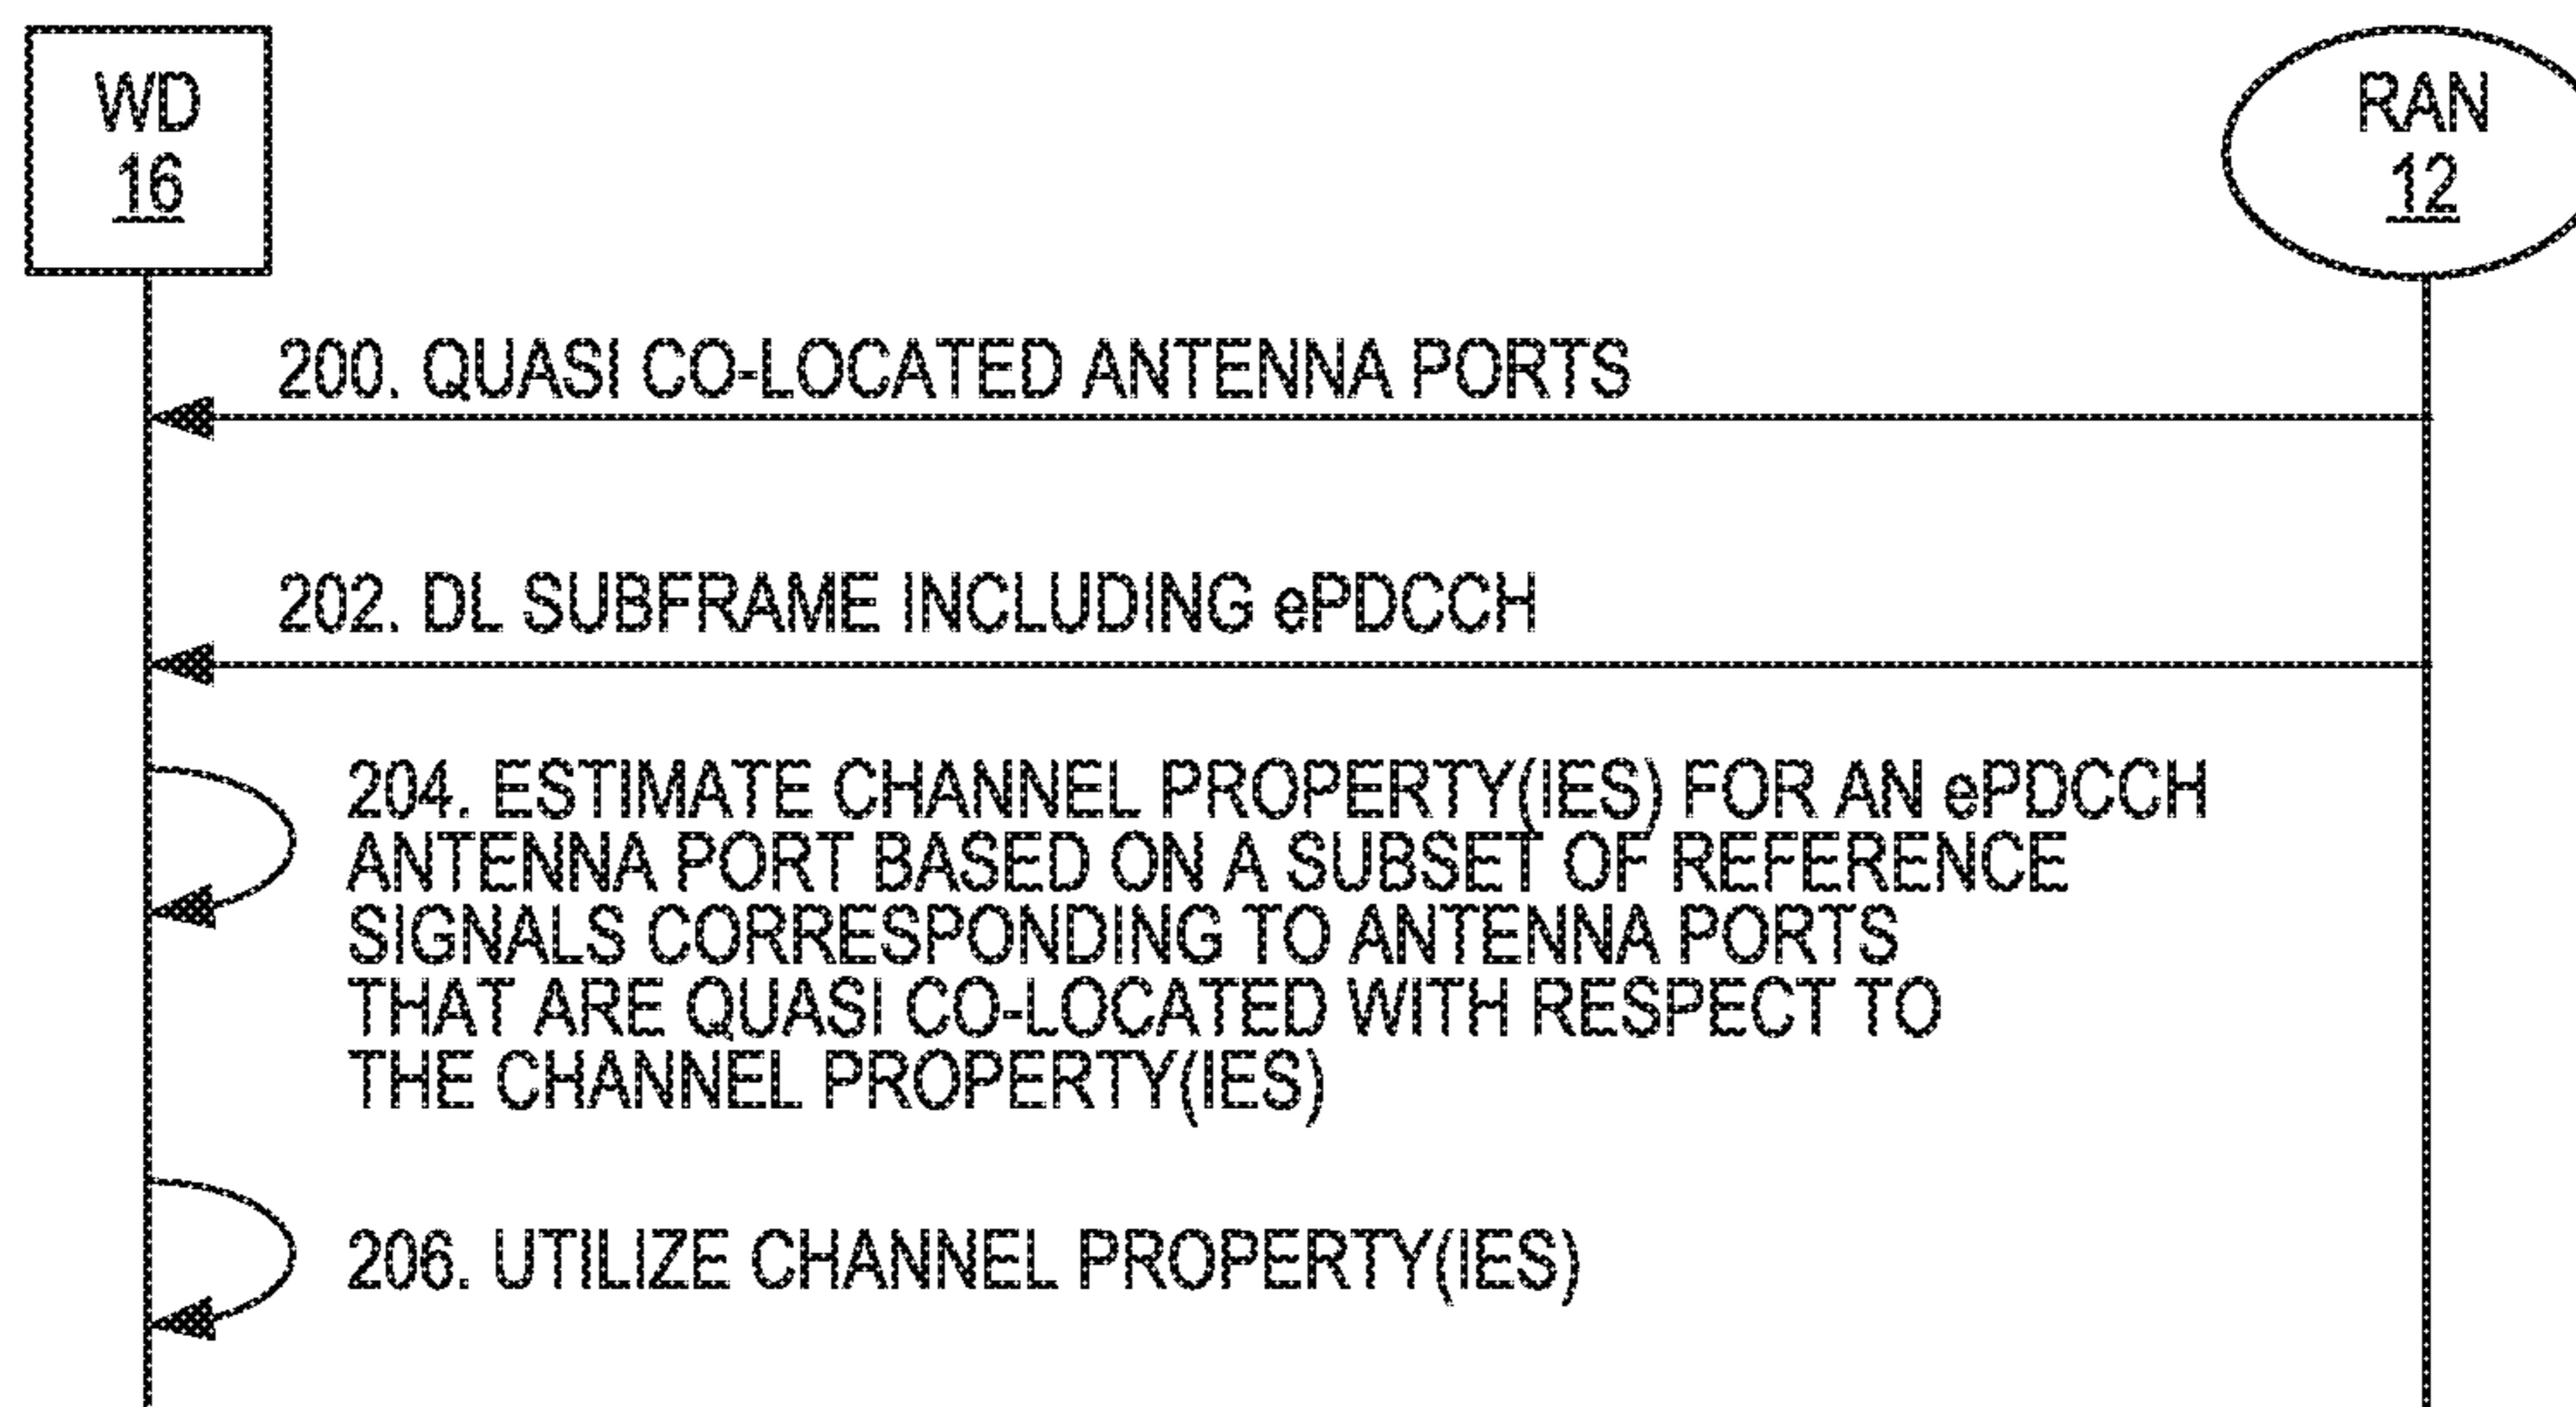 WD
16
RAN
12
200. QUASI CO-LOCATED ANTENNA PORTS
202. DL SUBFRAME INCLUDING ePDCCH
204. ESTIMATE CHANNEL PROPERTY(IES) FOR AN ePDCCH
ANTENNA PORT BASED ON A SUBSET OF REFERENCE
SIGNALS CORRESPONDING TO ANTENNA PORTS
THAT ARE QUASI CO-LOCATED WITH RESPECT TO
THE CHANNEL PROPERTY(IES)
206. UTILIZE CHANNEL PROPERTY(IES)